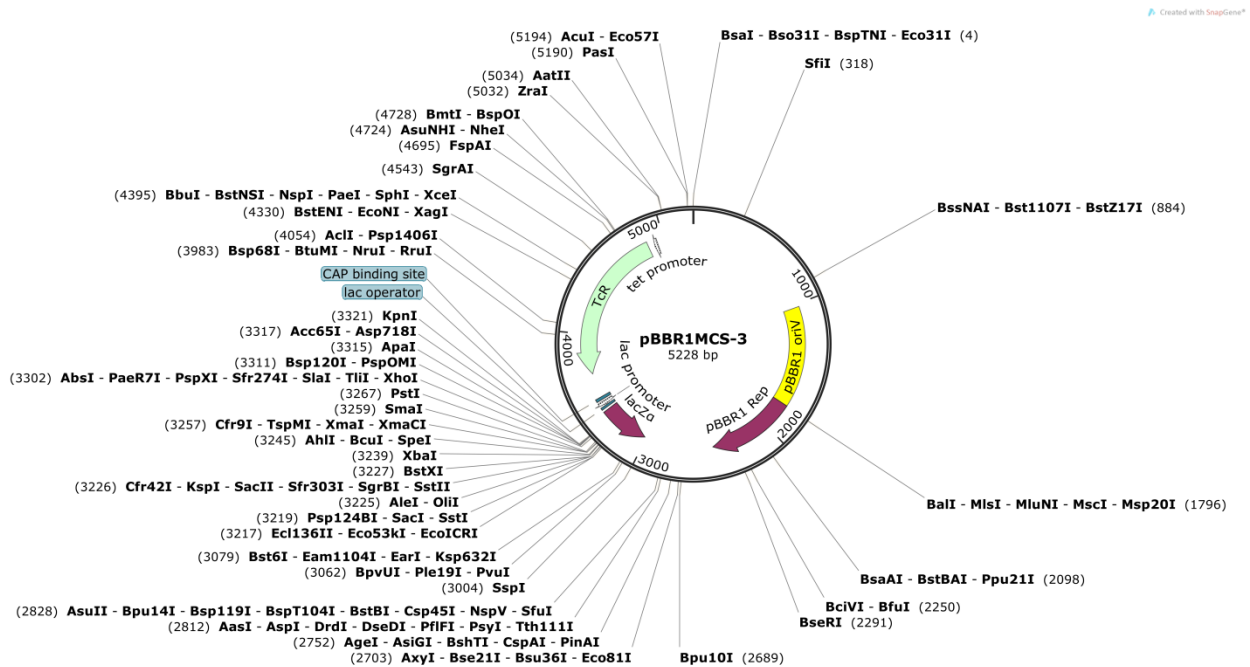 Created with SnapGene®
(5194) AcuI - Eco57I
(5190) PasI
(5034) AatII
(5032) ZraI
(4728) BmtI - BspOI
(4724) AsuNHI - NheI
(4695) FspAI
(4543) SgrAI
(4395) BbuI - BstNSI - NspI - PaeI - SphI - XceI
(4330) BstENI - EcoNI - XagI
(4054) AclI - Psp1406I
(3983) Bsp68I - BtuMI - NruI - RruI
CAP binding site
lac operator
(3321) KpnI
(3317) Acc65I - Asp718I
(3315) ApaI
(3311) Bsp120I - PspOMI
(3302) AbsI - PaeR7I - PspXI - Sfr274I - SlaI - TliI - XhoI
(3267) PstI
(3259) SmaI
(3257) Cfr9I - TspMI - XmaI - XmaCI
(3245) AhlI - BcuI - SpeI
(3239) XbaI
(3227) BstXI
(3226) Cfr42I - KspI - SacII - Sfr303I - SgrBI - SstII
(3225) AleI - OliI
(3219) Psp124BI - SacI - SstI
(3217) Ecl136II - Eco53kI - EcoICRI
(3079) Bst6I - Eam1104I - EarI - Ksp632I
(3062) BpvUI - Ple19I - PvuI
(3004) SspI
(2828) AsuII - Bpu14I - Bsp119I - BspT104I - BstBI - Csp45I - NspV - SfuI
(2812) AasI - AspI - DrdI - DseDI - PflFI - PsyI - Tth111I
(2752) AgeI - AsiGI - BshTI - CspAI - PinAI
(2703) AxyI - Bse21I - Bsu36I - Eco81I
BsaI - Bso31I - BspTNI - Eco31I (4)
SfiI (318)
BssNAI - Bst1107I - BstZ17I (884)
BalI - MlsI - MluNI - MscI - Msp20I (1796)
BsaAI - BstBAI - Ppu21I (2098)
BciVI - BfuI (2250)
BseRI (2291)
Bpu10I (2689)
1000
2000
3000
4000
5000
tet promoter
TcR
pBBR1MCS-3
5228 bp
lac promoter
lacZα
pBBR1 oriV
pBBR1 Rep